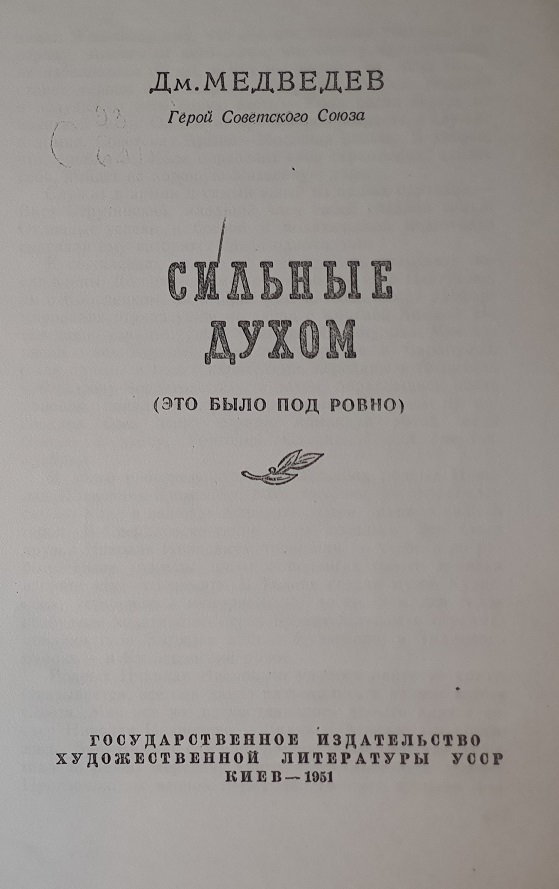 Дм. МЕДВЕДЕВ
Герой Советского Союза
СИЛЬНЫЕ
ДУХОМ
(ЭТО БЫЛО ПОД РОВНО)
ГОСУДАРСТВЕННОЕ ИЗДАТЕЛЬСТВО
ХУДОЖЕСТВЕННОЙ ЛИТЕРАТУРЫ УССР
КИЕВ—1951